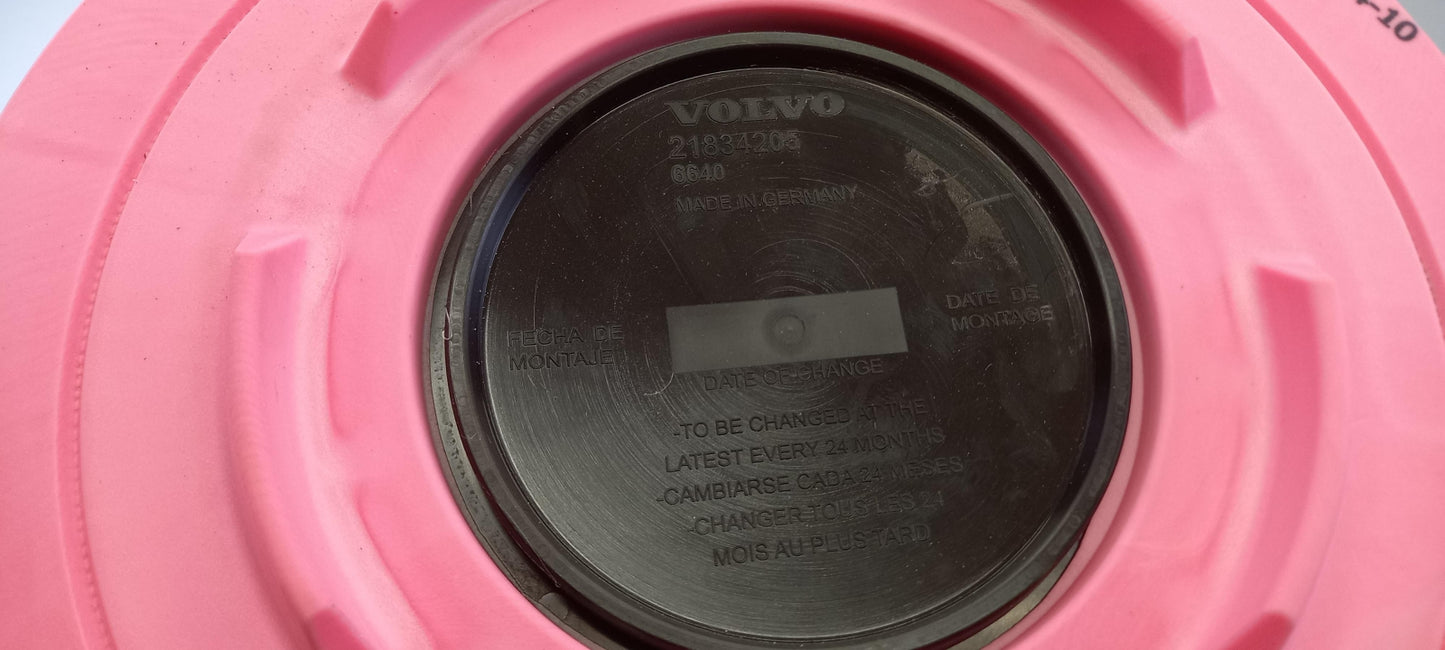 -10
VOLVO
21834205
6640
MADE IN GERMANY
FECHA DE
MONTAJE
DATE DE
MONTAGE
DATE OF CHANGE
-TO BE CHANGED AT THE
LATEST EVERY 24 MONTHS
-CAMBIARSE CADA 24 MESES
-CHANGER TOUS LES 24
MOIS AU PLUS TARD